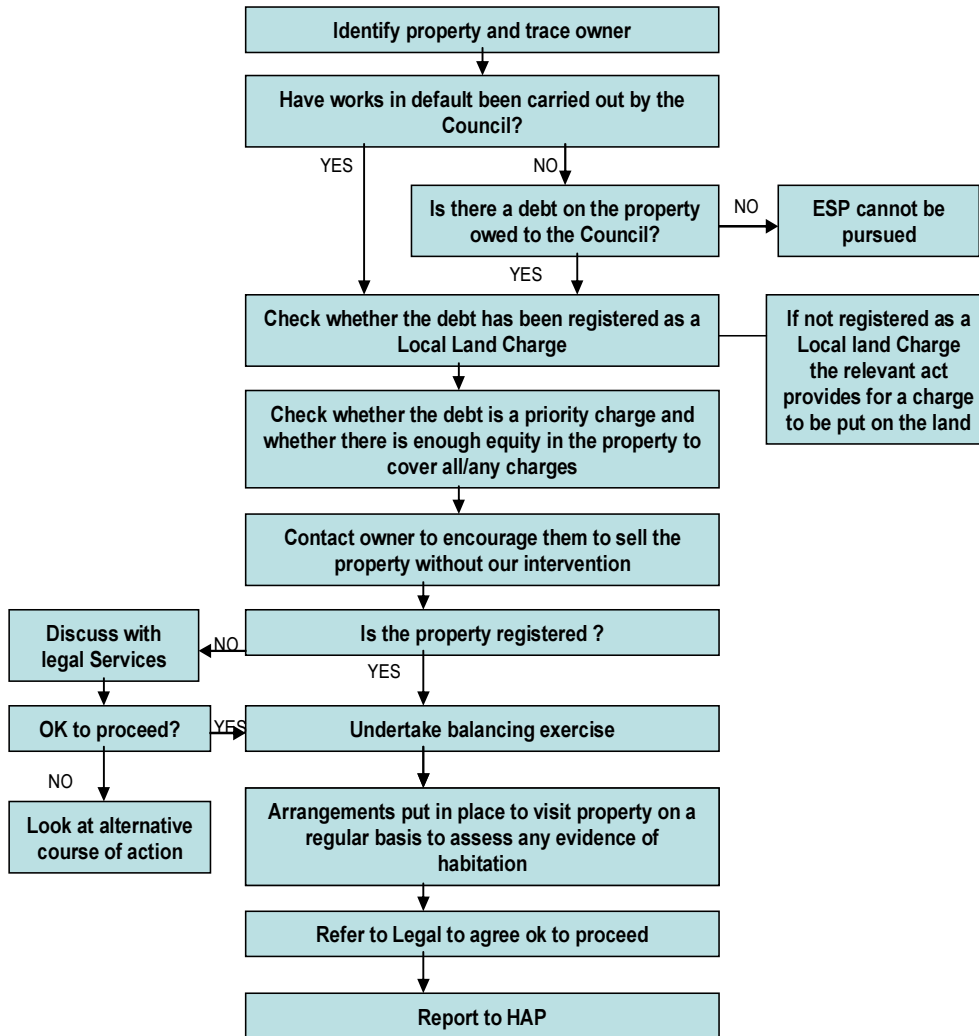 Identify property and trace owner
Have works in default been carried out by the
Council?
YES
NO
Is there a debt on the property
owed to the Council?
NO
ESP cannot be
pursued
YES
Check whether the debt has been registered as a
Local Land Charge
If not registered as a
Local land Charge
the relevant act
provides for a charge
to be put on the land
Check whether the debt is a priority charge and
whether there is enough equity in the property to
cover all/any charges
Contact owner to encourage them to sell the
property without our intervention
Is the property registered ?
NO
Discuss with
legal Services
YES
OK to proceed?
YES
Undertake balancing exercise
NO
Look at alternative
course of action
Arrangements put in place to visit property on a
regular basis to assess any evidence of
habitation
Refer to Legal to agree ok to proceed
Report to HAP